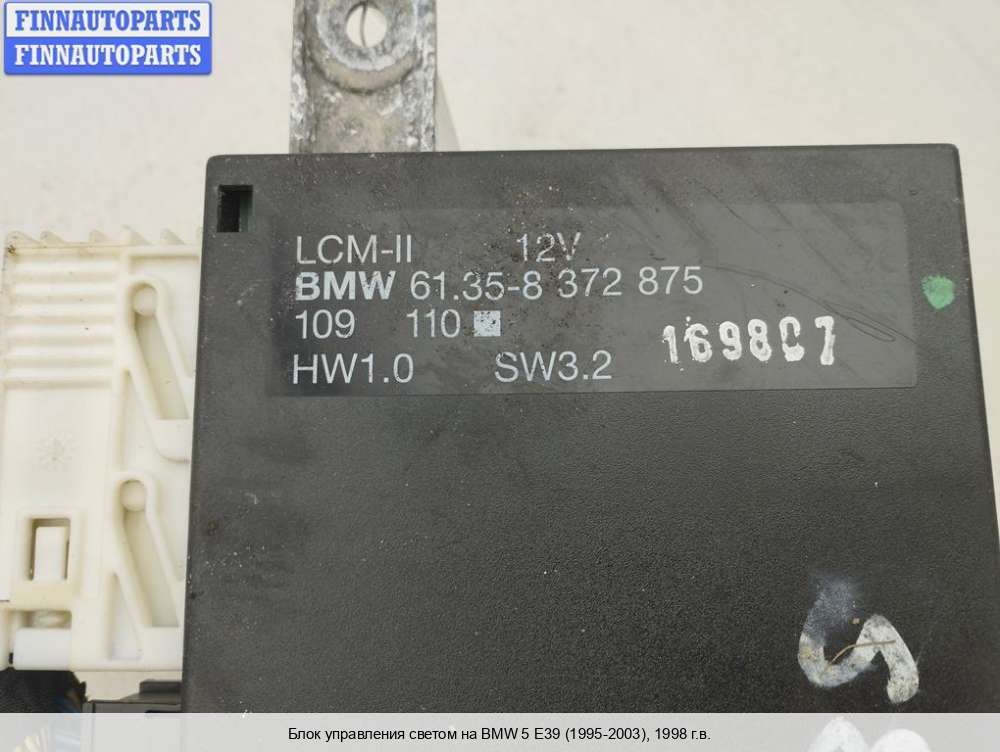 FINNAUTOPARTS
FINNAUTOPARTS
LCM-II 12V
BMW 61.35-8 372 875
109 110
HW1.0 SW3.2
169807
Блок управления светом на BMW 5 E39 (1995-2003), 1998 г.в.